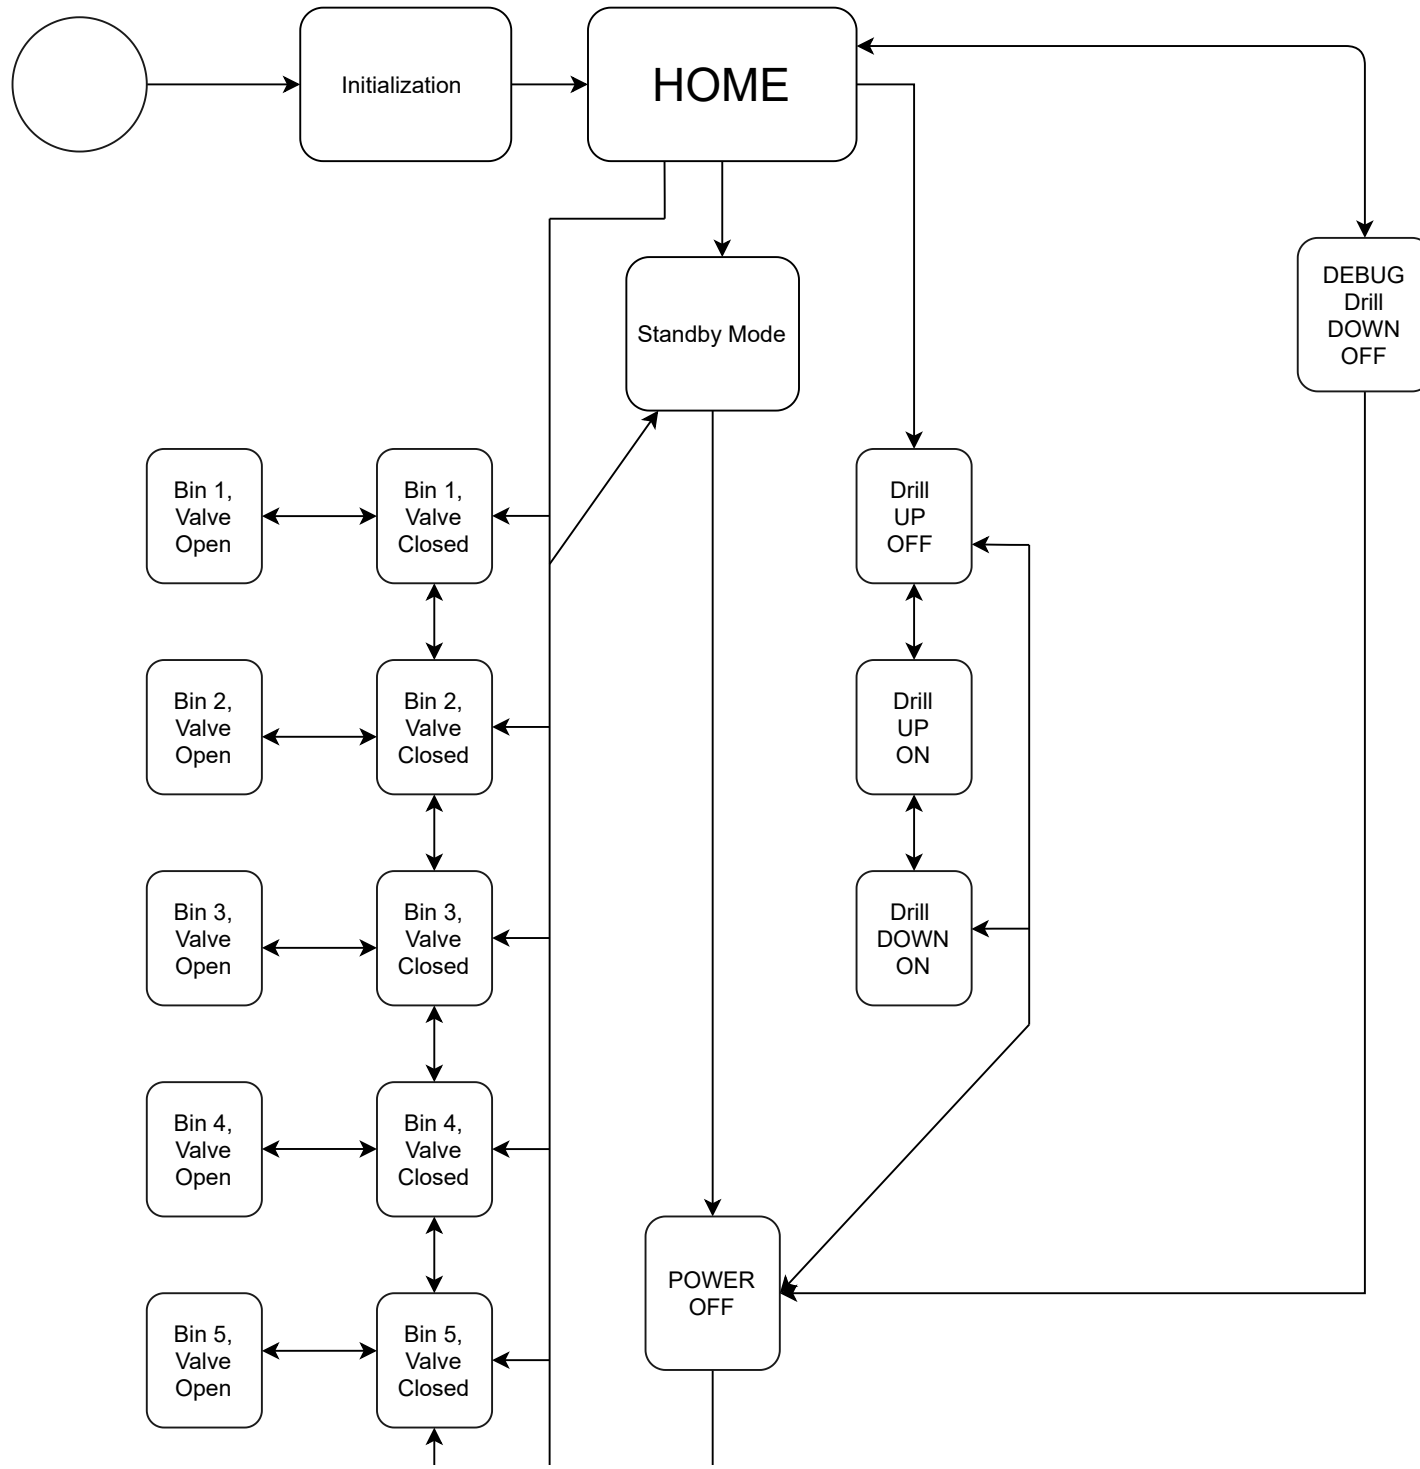 Initialization
HOME
DEBUG
Drill
DOWN
OFF
Standby Mode
Bin 1,
Valve
Open
Bin 1,
Valve
Closed
Drill
UP
OFF
Bin 2,
Valve
Open
Bin 2,
Valve
Closed
Drill
UP
ON
Bin 3,
Valve
Open
Bin 3,
Valve
Closed
Drill
DOWN
ON
Bin 4,
Valve
Open
Bin 4,
Valve
Closed
POWER
OFF
Bin 5,
Valve
Open
Bin 5,
Valve
Closed